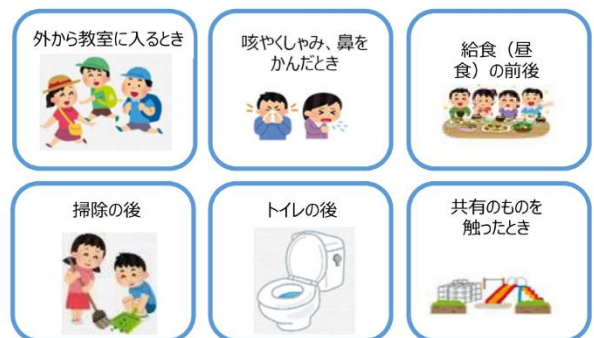 外から教室に入るとき
咳やくしゃみ、鼻を
かんだとき
給食（昼
食）の前後
掃除の後
トイレの後
共有のものを
触ったとき